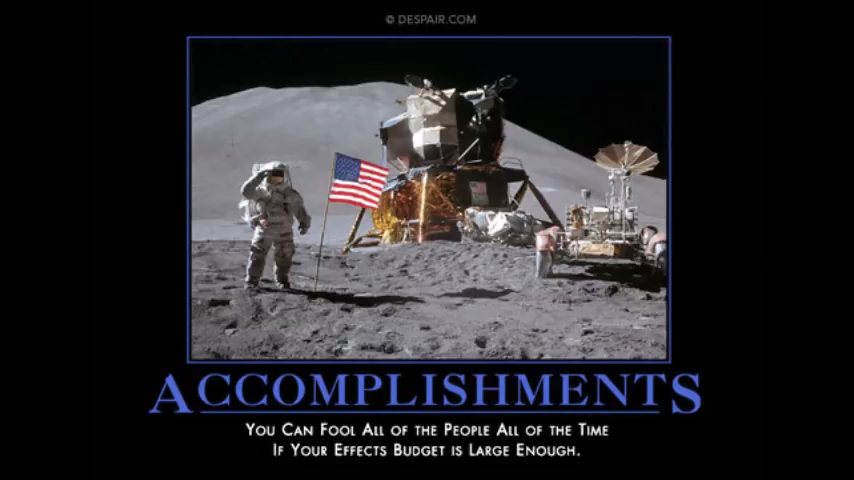 © DESPAIR.COM
ACCOMPLISHMENTS
YOU CAN FOOL ALL OF THE PEOPLE ALL OF THE TIME
IF YOUR EFFECTS BUDGET IS LARGE ENOUGH.